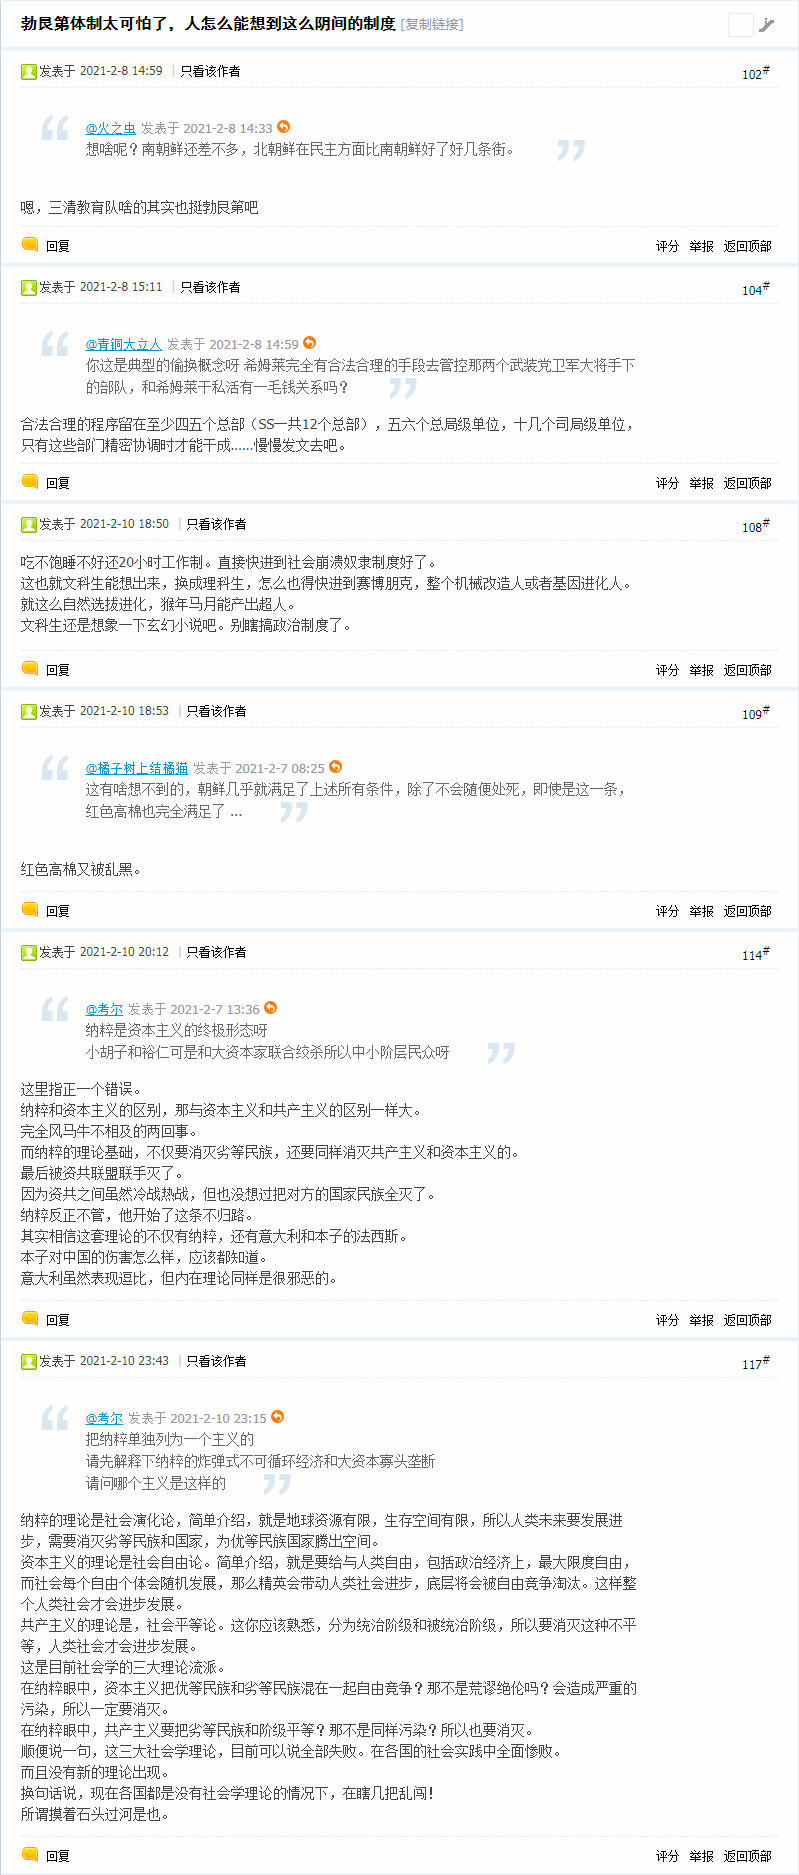 勃艮第体制太可怕了，人怎么能想到这么阴间的制度 [复制链接]
发表于 2021-2-8 14:59 | 只看该作者
102#
@火之虫 发表于 2021-2-8 14:33
想啥呢？南朝鲜还差不多，北朝鲜在民主方面比南朝鲜好了好几条街。
嗯，三清教育队啥的其实也挺勃艮第吧
回复
评分 举报 返回顶部
发表于 2021-2-8 15:11 | 只看该作者
104#
@青铜大立人 发表于 2021-2-8 14:59
你这是典型的偷换概念呀 希姆莱完全有合法合理的手段去管控那两个武装党卫军大将手下
的部队，和希姆莱干私活有一毛钱关系吗？
合法合理的程序留在至少四五个总部（SS一共12个总部），五六个总局级单位，十几个司局级单位，
只有这些部门精密协调时才能干成......慢慢发文去吧。
回复
评分 举报 返回顶部
发表于 2021-2-10 18:50 | 只看该作者
108#
吃不饱睡不好还20小时工作制。直接快进到社会崩溃奴隶制度好了。
这也就文科生能想出来，换成理科生，怎么也得快进到赛博朋克，整个机械改造人或者基因进化人。
就这么自然选拔进化，猴年马月能产出超人。
文科生还是想象一下玄幻小说吧。别瞎搞政治制度了。
回复
评分 举报 返回顶部
发表于 2021-2-10 18:53 | 只看该作者
109#
@橘子树上结橘猫 发表于 2021-2-7 08:25
这有啥想不到的，朝鲜几乎就满足了上述所有条件，除了不会随便处死，即使是这一条，
红色高棉也完全满足了 ...
红色高棉又被乱黑。
回复
评分 举报 返回顶部
发表于 2021-2-10 20:12 | 只看该作者
114#
@考尔 发表于 2021-2-7 13:36
纳粹是资本主义的终极形态呀
小胡子和裕仁可是和大资本家联合绞杀所以中小阶层民众呀
这里指正一个错误。
纳粹和资本主义的区别，那与资本主义和共产主义的区别一样大。
完全风马牛不相及的两回事。
而纳粹的理论基础，不仅要消灭劣等民族，还要同样消灭共产主义和资本主义的。
最后被资共联盟联手灭了。
因为资共之间虽然冷战热战，但也没想过把对方的国家民族全灭了。
纳粹反正不管，他开始了这条不归路。
其实相信这套理论的不仅有纳粹，还有意大利和本子的法西斯。
本子对中国的伤害怎么样，应该都知道。
意大利虽然表现逗比，但内在理论同样是很邪恶的。
回复
评分 举报 返回顶部
发表于 2021-2-10 23:43 | 只看该作者
117#
@考尔 发表于 2021-2-10 23:15
把纳粹单独列为一个主义的
请先解释下纳粹的炸弹式不可循环经济和大资本寡头垄断
请问哪个主义是这样的
纳粹的理论是社会演化论，简单介绍，就是地球资源有限，生存空间有限，所以人类未来要发展进
步，需要消灭劣等民族和国家，为优等民族国家腾出空间。
资本主义的理论是社会自由论。简单介绍，就是要给与人类自由，包括政治经济上，最大限度自由，
而社会每个自由个体会随机发展，那么精英会带动人类社会进步，底层将会被自由竞争淘汰。这样整
个人类社会才会进步发展。
共产主义的理论是，社会平等论。这你应该熟悉，分为统治阶级和被统治阶级，所以要消灭这种不平
等，人类社会才会进步发展。
这是目前社会学的三大理论流派。
在纳粹眼中，资本主义把优等民族和劣等民族混在一起自由竞争？那不是荒谬绝伦吗？会造成严重的
污染，所以一定要消灭。
在纳粹眼中，共产主义要把劣等民族和阶级平等？那不是同样污染？所以也要消灭。
顺便说一句，这三大社会学理论，目前可以说全部失败。在各国的社会实践中全面惨败。
而且没有新的理论出现。
换句话说，现在各国都是没有社会学理论的情况下，在瞎几把乱闯！
所谓摸着石头过河是也。
回复
评分 举报 返回顶部